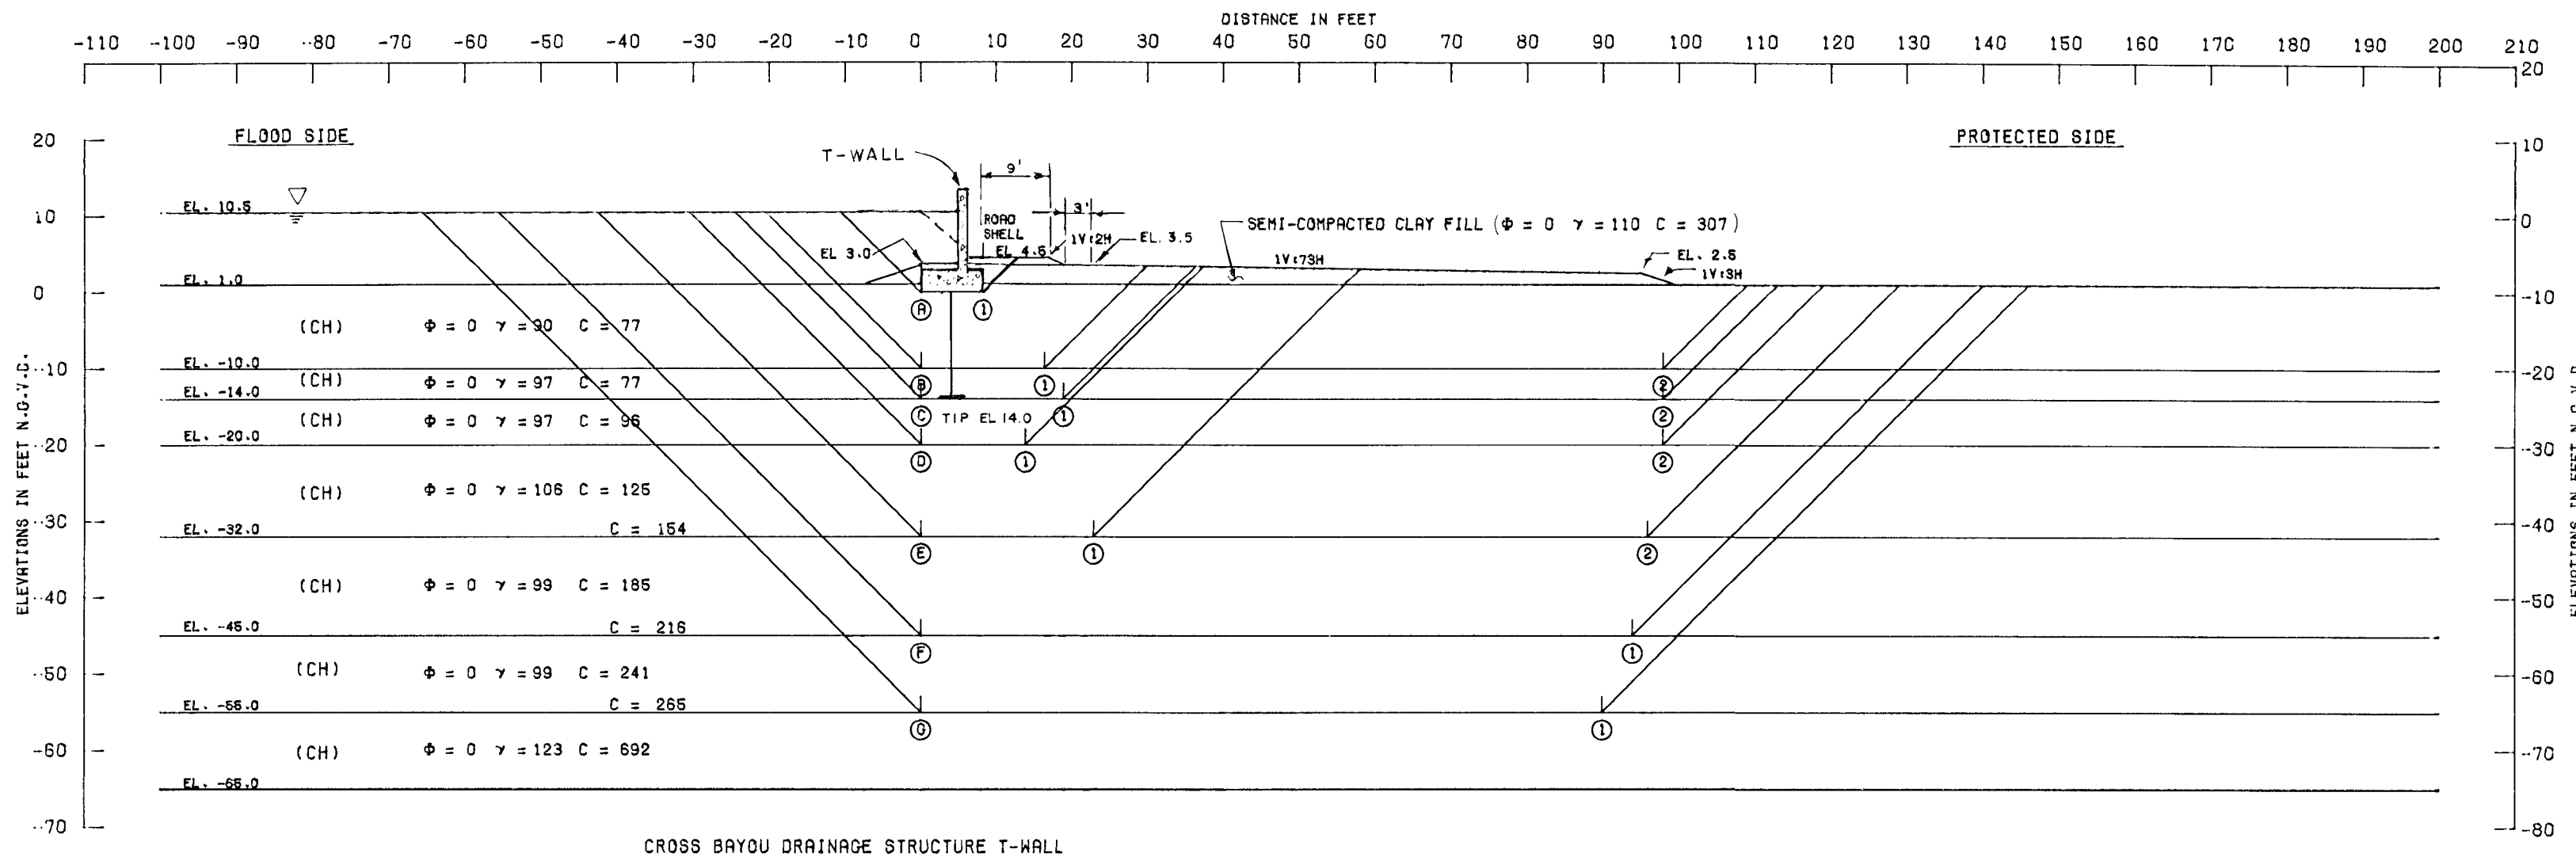 DISTANCE IN FEET
-110 -100 -90 -80 -70 -60 -50 -40 -30 -20 -10 0 10 20 30 40 50 60 70 80 90 100 110 120 130 140 150 160 170 180 190 200 210
20
FLOOD SIDE
PROTECTED SIDE
20
10
T-WALL
9'
3'
EL. 10.5
10
0
ROAD
SHELL
SEMI-COMPACTED CLAY FILL (Φ = 0 γ = 110 C = 307)
1V:2H
EL. 3.5
EL 3.0
EL 4.5
1V:73H
EL. 2.5
1V:3H
EL. 1.0
0
-10
A
1
(CH) Φ = 0 γ = 90 C = 77
EL. -10.0
-10
-20
(CH) Φ = 0 γ = 97 C = 77
B
1
2
EL. -14.0
(CH) Φ = 0 γ = 97 C = 96
C
TIP EL 14.0
1
2
EL. -20.0
-20
-30
D
1
2
(CH) Φ = 0 γ = 106 C = 125
EL. -32.0
-30
-40
C = 154
E
1
2
(CH) Φ = 0 γ = 99 C = 185
-40
-50
EL. -45.0
C = 216
F
1
(CH) Φ = 0 γ = 99 C = 241
-50
-60
EL. -55.0
C = 265
G
1
(CH) Φ = 0 γ = 123 C = 692
-60
-70
EL. -65.0
-70
-80
ELEVATIONS IN FEET N.G.V.D.
ELEVATIONS IN FEET N.G.V.D.
CROSS BAYOU DRAINAGE STRUCTURE T-WALL